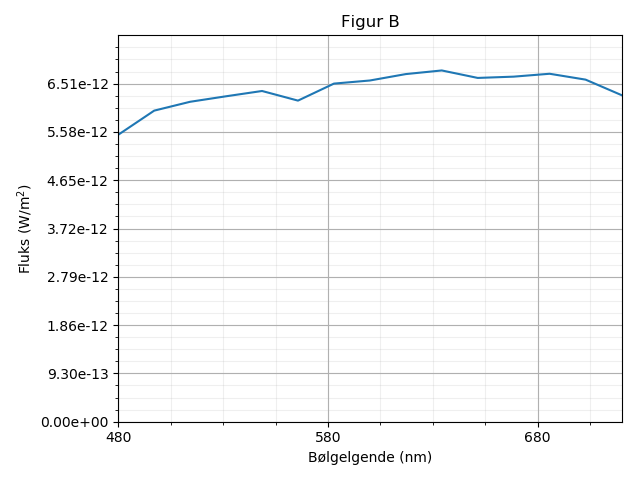 Figur B
Fluks (W/m²)
6.51e-12
5.58e-12
4.65e-12
3.72e-12
2.79e-12
1.86e-12
9.30e-13
0.00e+00
480 580 680
Bølgelgende (nm)